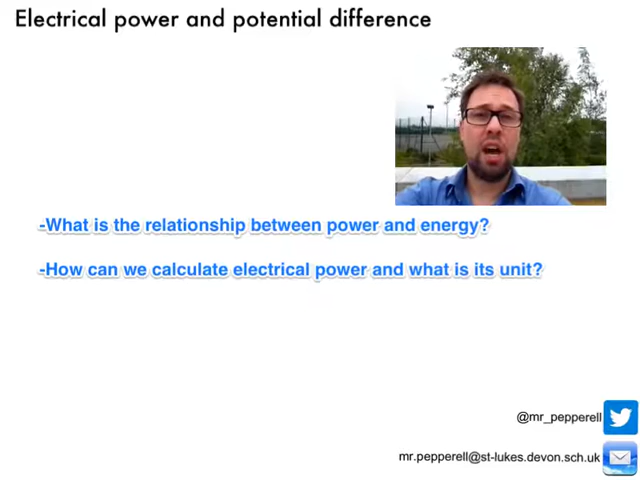 Electrical power and potential difference
-What is the relationship between power and energy?
-How can we calculate electrical power and what is its unit?
@mr_pepperell
mr.pepperell@st-lukes.devon.sch.uk